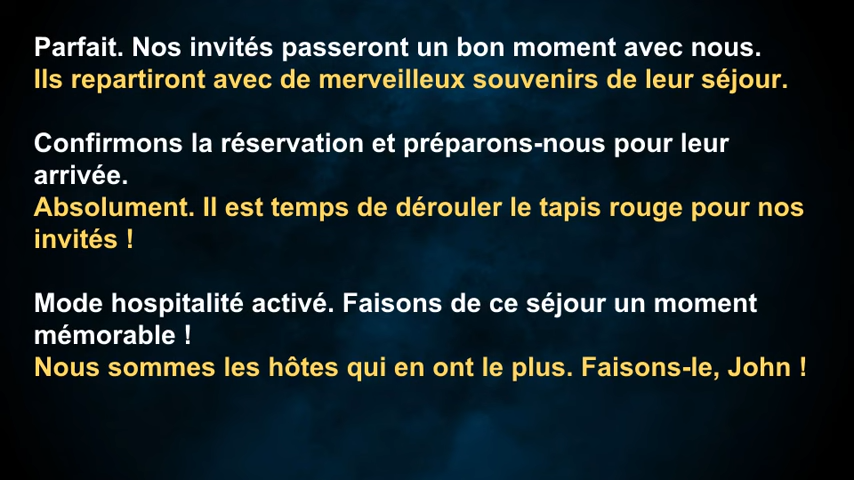 Parfait. Nos invités passeront un bon moment avec nous.
Ils repartiront avec de merveilleux souvenirs de leur séjour.
Confirmons la réservation et préparons-nous pour leur
arrivée.
Absolument. Il est temps de dérouler le tapis rouge pour nos
invités !
Mode hospitalité activé. Faisons de ce séjour un moment
mémorable !
Nous sommes les hôtes qui en ont le plus. Faisons-le, John !